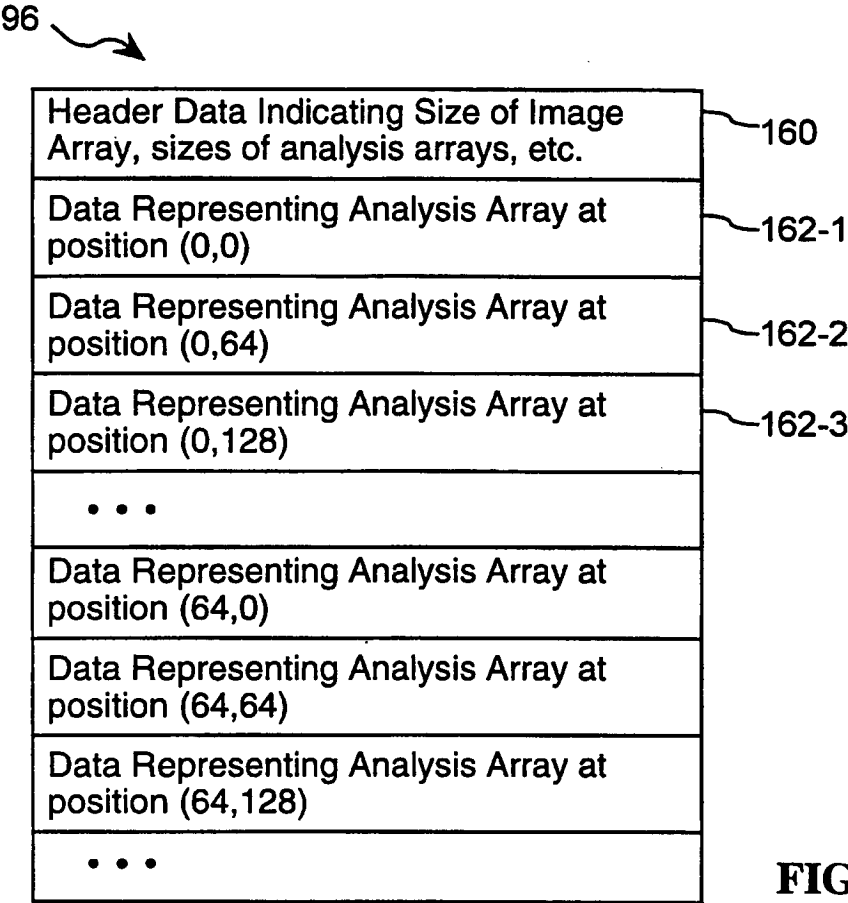 96
Header Data Indicating Size of Image
Array, sizes of analysis arrays, etc.
160
Data Representing Analysis Array at
position (0,0)
162-1
Data Representing Analysis Array at
position (0,64)
162-2
Data Representing Analysis Array at
position (0,128)
162-3
• • •
Data Representing Analysis Array at
position (64,0)
Data Representing Analysis Array at
position (64,64)
Data Representing Analysis Array at
position (64,128)
• • •
FIG